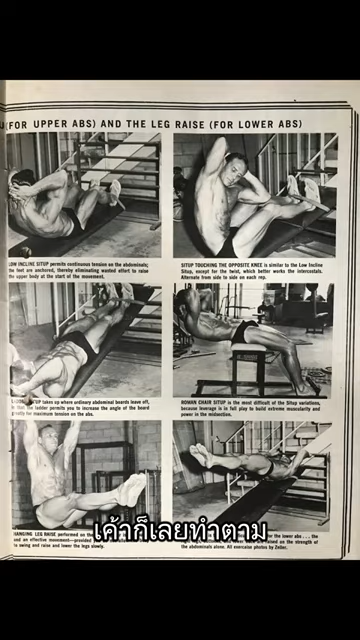 (FOR UPPER ABS) AND THE LEG RAISE (FOR LOWER ABS)
LOW INCLINE SITUP permits continuous tension on the abdominals;
the feet are anchored, thereby eliminating wasted effort to raise
the upper body at the start of the movement.
SITUP TOUCHING THE OPPOSITE KNEE is similar to the Low Incline
Situp, except for the twist, which better works the intercostals.
Alternate from side to side on each rep.
SITUP takes up where ordinary abdominal boards leave off,
the ladder permits you to increase the angle of the board
for maximum tension on the abs.
ROMAN CHAIR SITUP is the most difficult of the Situp variations,
because leverage is in full play to build extreme muscularity and
power in the midsection.
HANGING LEG RAISE performed on the
and an effective movement—provided
to swing and raise and lower the legs slowly.
for the lower abs . . . the
are raised on the strength of
the abdominals alone. All exercise photos by Zeller.
เค้าก็เลยทำตาม